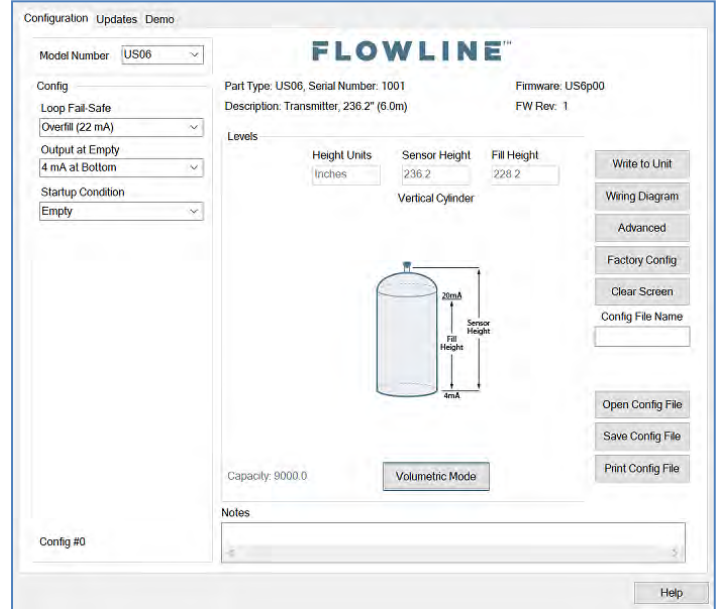 Configuration Updates Demo
Model Number US06
FLOWLINE™
Config
Part Type: US06, Serial Number: 1001 Firmware: US6p00
Loop Fail-Safe
Description: Transmitter, 236.2" (6.0m) FW Rev: 1
Overfill (22 mA)
Output at Empty
4 mA at Bottom
Startup Condition
Empty
Levels
Height Units Sensor Height Fill Height
Inches 236.2 228.2
Vertical Cylinder
20mA
Sensor
Height
Fill
Height
4mA
Capacity: 9000.0 Volumetric Mode
Write to Unit
Wiring Diagram
Advanced
Factory Config
Clear Screen
Config File Name
Open Config File
Save Config File
Print Config File
Notes
Config #0
Help